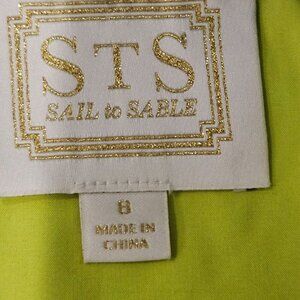 STS
SAIL to SABLE
8
MADE IN
CHINA